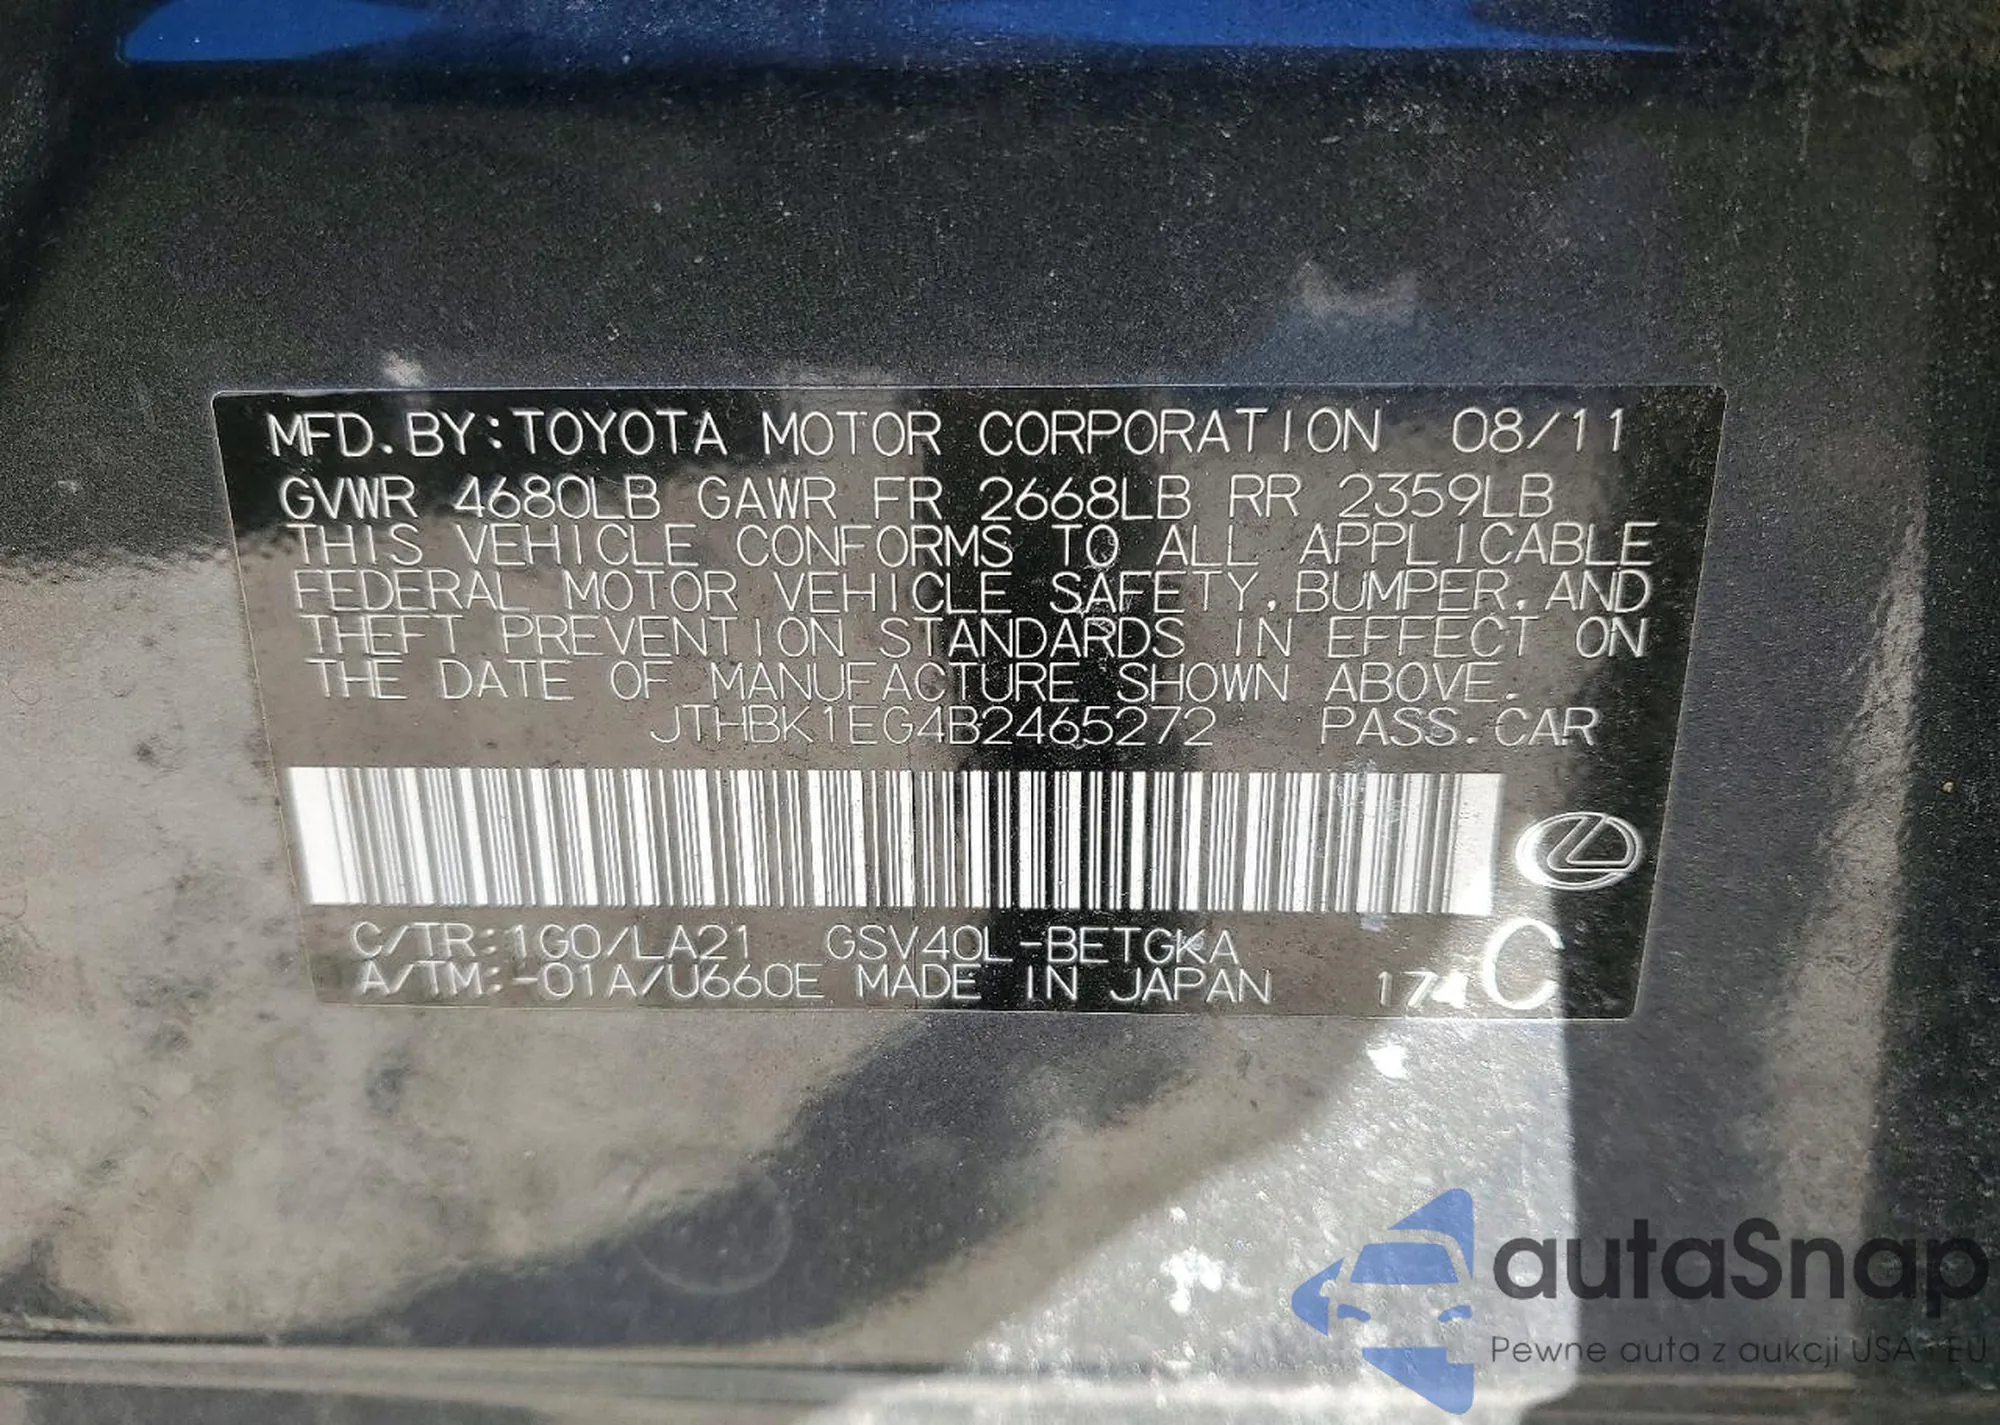 MFD. BY: TOYOTA MOTOR CORPORATION 08/11
GVWR 4680LB GAWR FR 2668LB RR 2359LB
THIS VEHICLE CONFORMS TO ALL APPLICABLE
FEDERAL MOTOR VEHICLE SAFETY, BUMPER, AND
THEFT PREVENTION STANDARDS IN EFFECT ON
THE DATE OF MANUFACTURE SHOWN ABOVE.
JTHBK1EG4B2465272 PASS. CAR
C/TR: 1G0/LA21 GSV40L-BETGKA
A/TM: -01A/U660E MADE IN JAPAN 174 C
autaSnap
Pewne auta z aukcji USA - EU